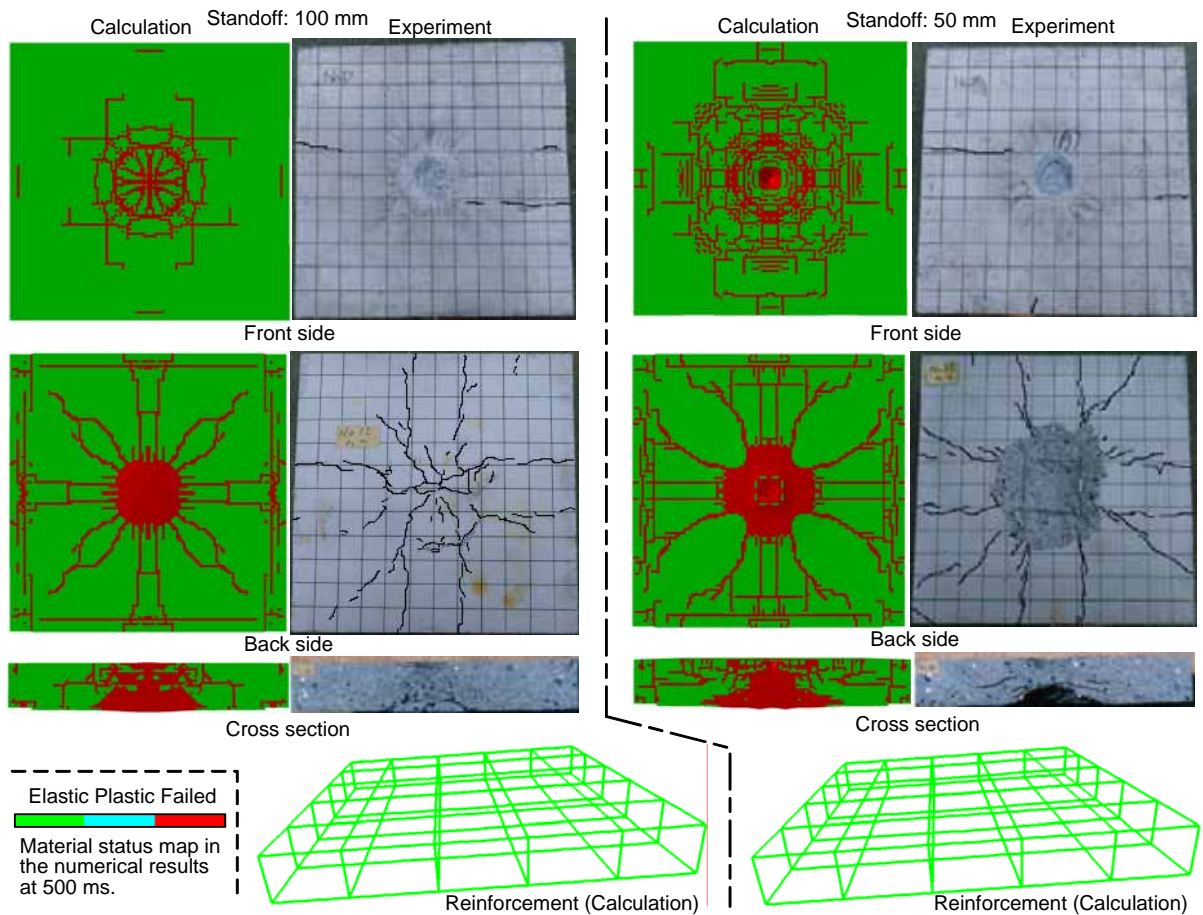 Standoff: 100 mm
Calculation
Experiment
Standoff: 50 mm
Calculation
Experiment
Front side
Front side
No 12
Back side
Back side
Cross section
Cross section
Elastic Plastic Failed
Material status map in
the numerical results
at 500 ms.
Reinforcement (Calculation)
Reinforcement (Calculation)